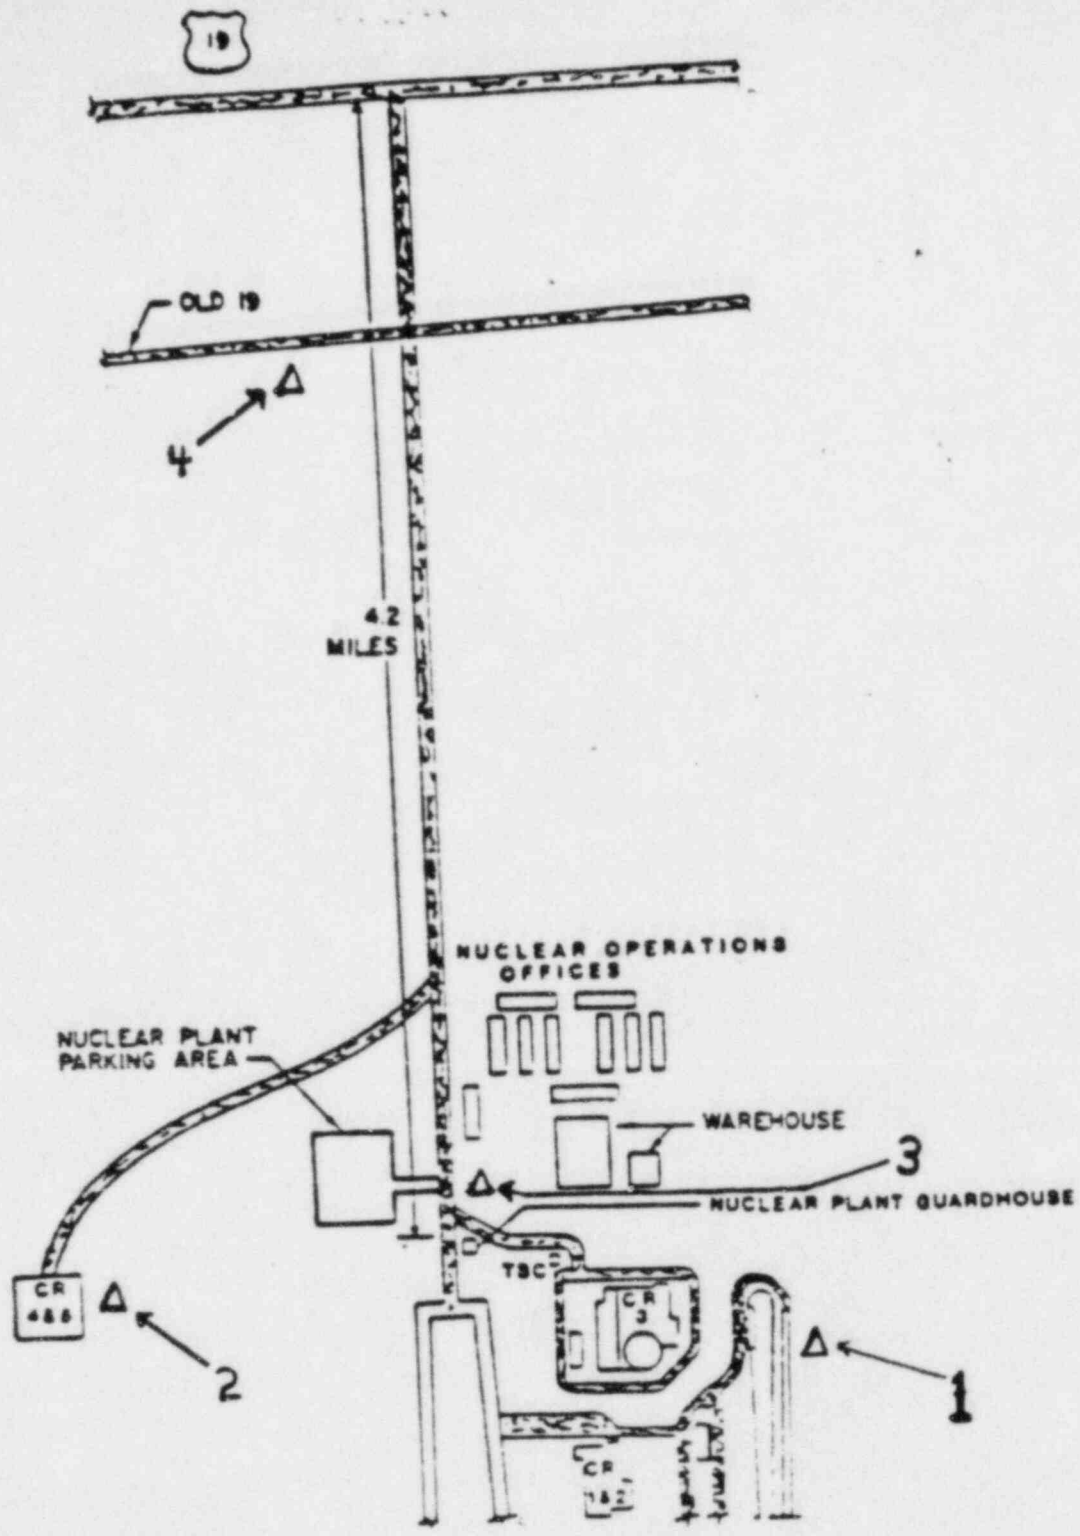 19
OLD 19
4
4.2
MILES
NUCLEAR OPERATIONS
OFFICES
NUCLEAR PLANT
PARKING AREA
WAREHOUSE
3
NUCLEAR PLANT GUARDHOUSE
TSC
CR
4&5
2
CR
3
1
CR
1&2